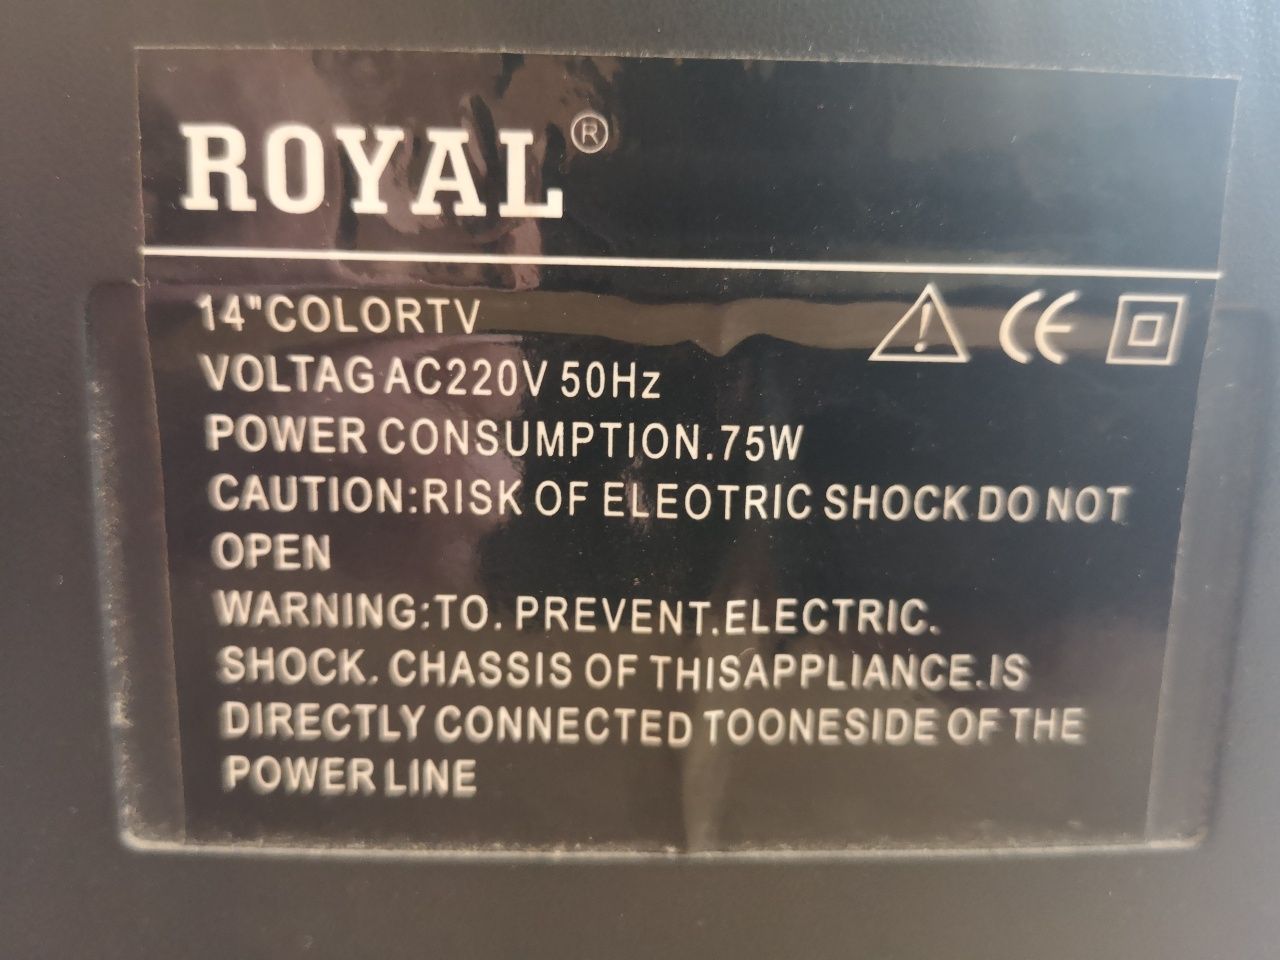 ROYAL®
14"COLORTV
VOLTAG AC220V 50Hz
CE
POWER CONSUMPTION.75W
CAUTION:RISK OF ELEOTRIC SHOCK DO NOT
OPEN
WARNING:TO. PREVENT.ELECTRIC.
SHOCK. CHASSIS OF THISAPPLIANCE.IS
DIRECTLY CONNECTED TOONESIDE OF THE
POWER LINE